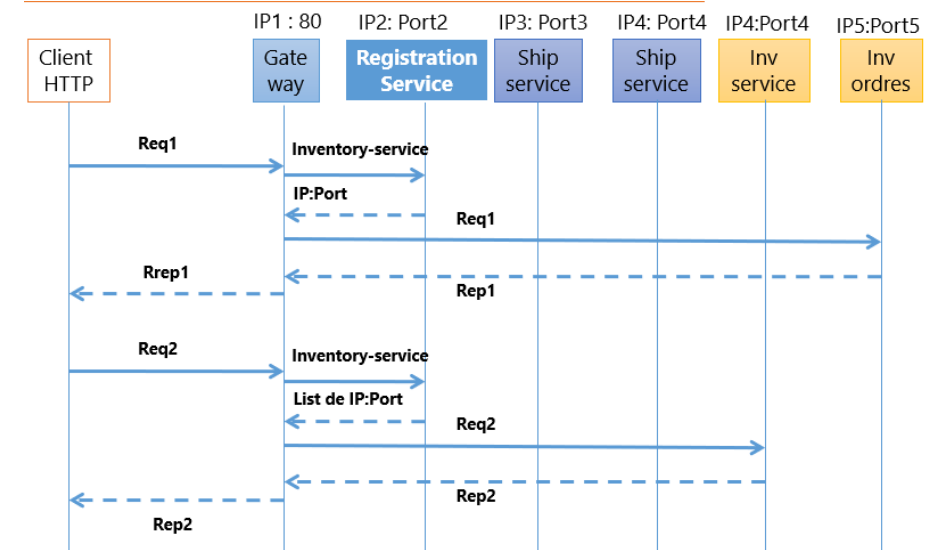 IP1 : 80
IP2: Port2
IP3: Port3
IP4: Port4
IP4:Port4
IP5:Port5
Client
HTTP
Gate
way
Registration
Service
Ship
service
Ship
service
Inv
service
Inv
ordres
Req1
Inventory-service
IP:Port
Req1
Rrep1
Rep1
Req2
Inventory-service
List de IP:Port
Req2
Rep2
Rep2